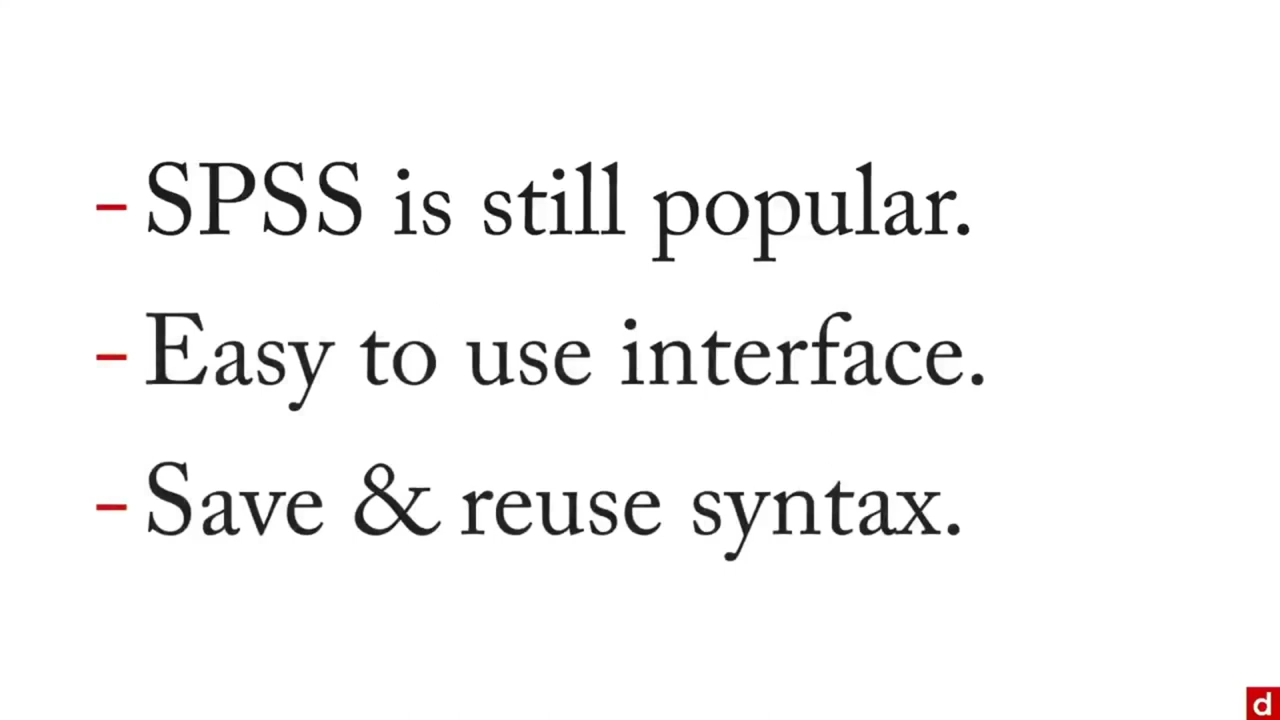 - SPSS is still popular.
- Easy to use interface.
- Save & reuse syntax.
d